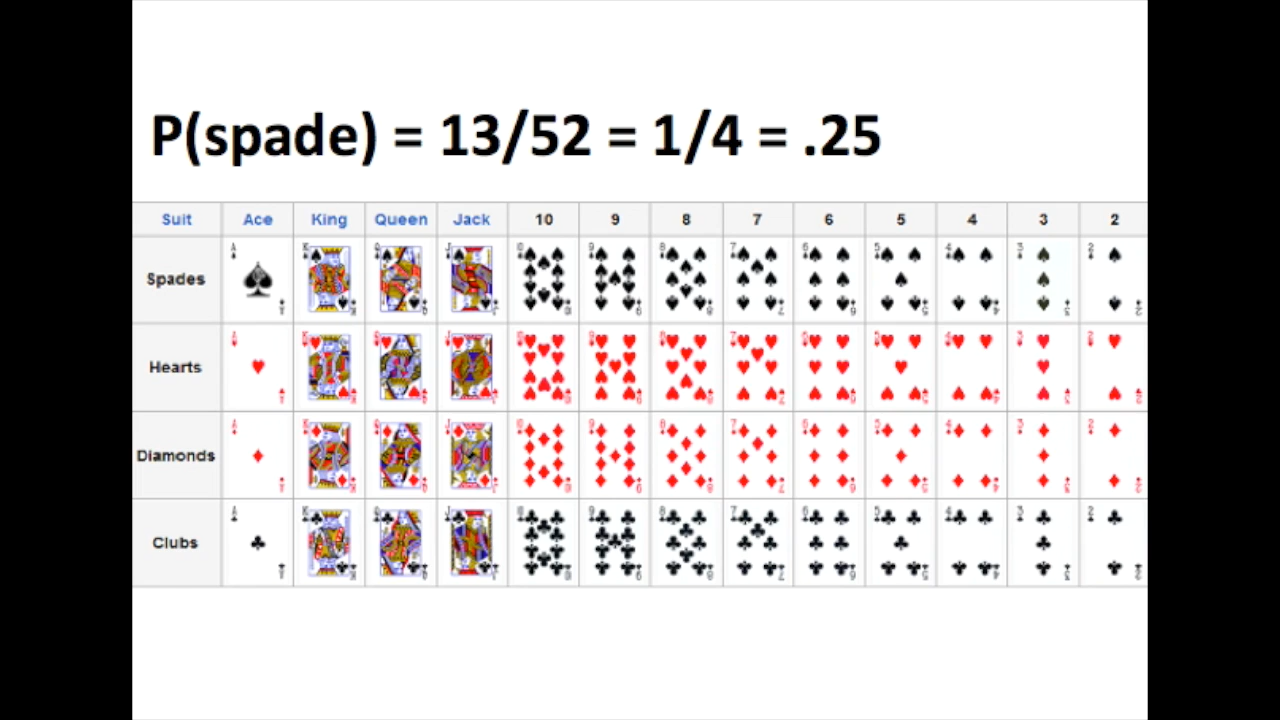 P(spade) = 13/52 = 1/4 = .25
Suit Ace King Queen Jack 10 9 8 7 6 5 4 3 2
Spades
Hearts
Diamonds
Clubs